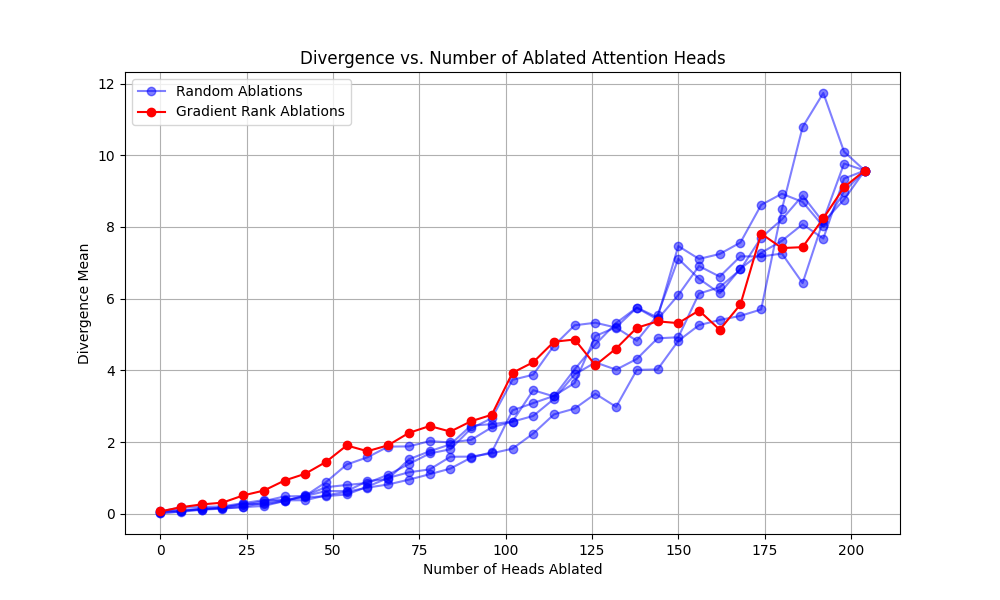 Divergence vs. Number of Ablated Attention Heads
Random Ablations
Gradient Rank Ablations
Divergence Mean
12
10
8
6
4
2
0
0 25 50 75 100 125 150 175 200
Number of Heads Ablated